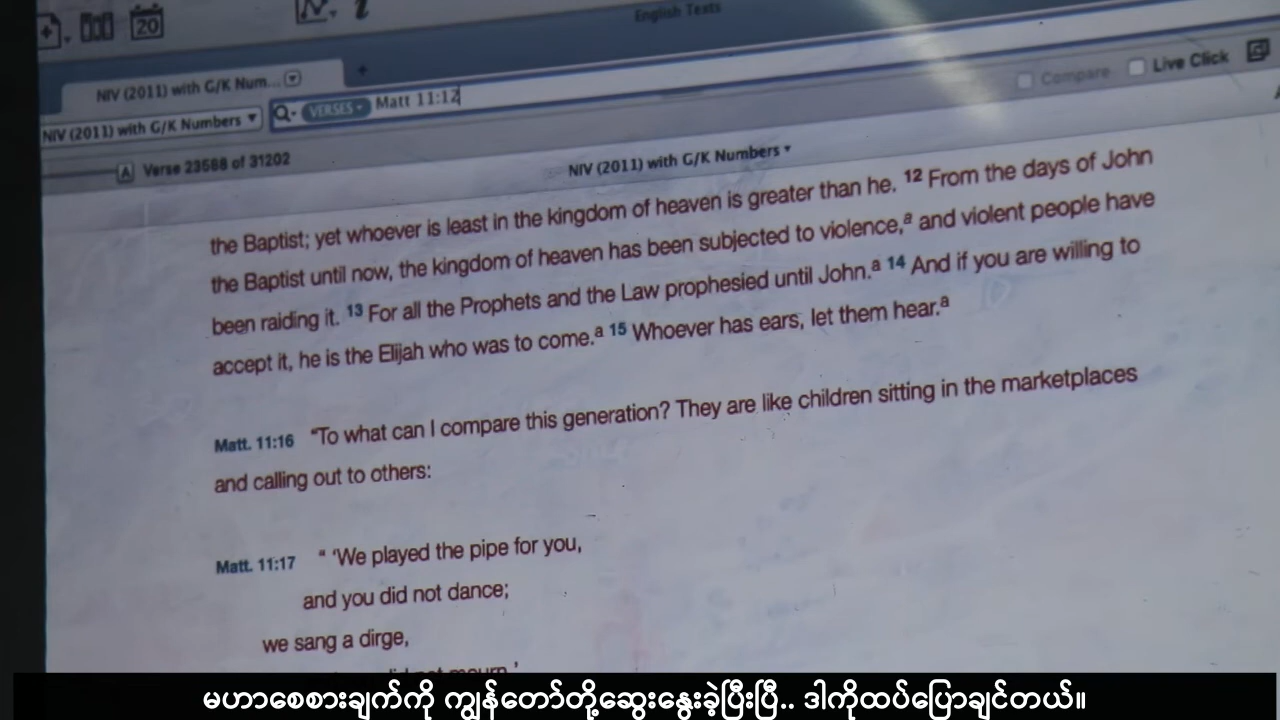 20
English Texts
NIV (2011) with G/K Num...
NIV (2011) with G/K Numbers
VERSES
Matt 11:12
Compare
Live Click
Verse 23588 of 31202
NIV (2011) with G/K Numbers
the Baptist; yet whoever is least in the kingdom of heaven is greater than he. 12 From the days of John
the Baptist until now, the kingdom of heaven has been subjected to violence,a and violent people have
been raiding it. 13 For all the Prophets and the Law prophesied until John.a 14 And if you are willing to
accept it, he is the Elijah who was to come.a 15 Whoever has ears, let them hear.a
Matt. 11:16 “To what can I compare this generation? They are like children sitting in the marketplaces
and calling out to others:
Matt. 11:17 “ ‘We played the pipe for you,
and you did not dance;
we sang a dirge,
မဟာစေစားချက်ကို ကျွန်တော်တို့ဆွေးနွေးခဲ့ပြီးပြီ.. ဒါကိုထပ်ပြောချင်တယ်။